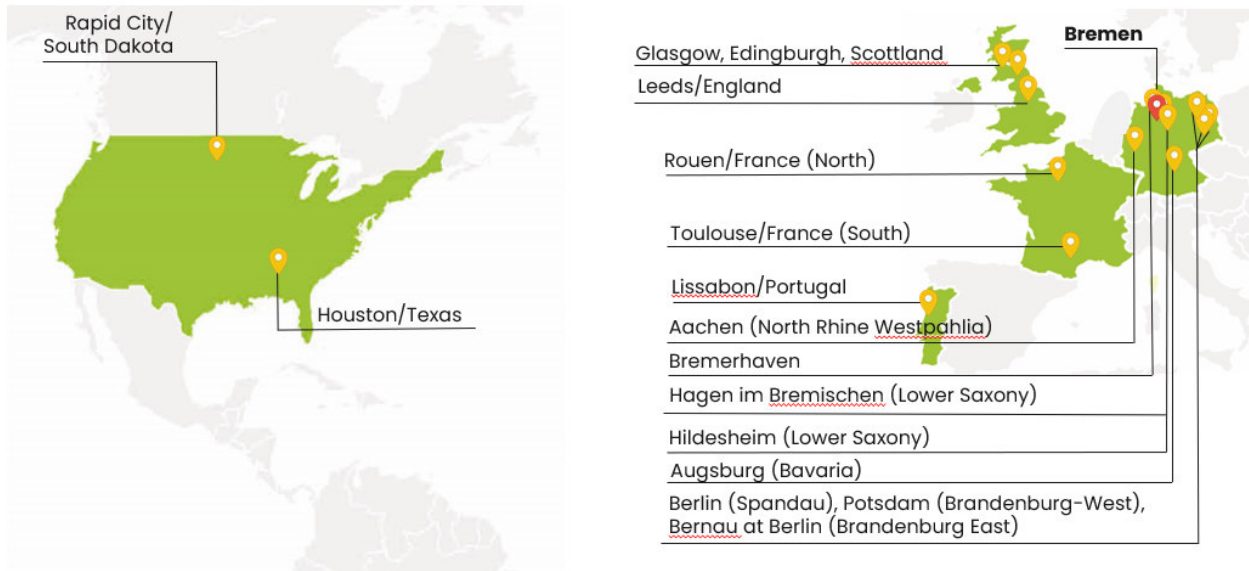 Rapid City/
South Dakota
Houston/Texas
Bremen
Glasgow, Edingburgh, Scottland
Leeds/England
Rouen/France (North)
Toulouse/France (South)
Lissabon/Portugal
Aachen (North Rhine Westpahlia)
Bremerhaven
Hagen im Bremischen (Lower Saxony)
Hildesheim (Lower Saxony)
Augsburg (Bavaria)
Berlin (Spandau), Potsdam (Brandenburg-West),
Bernau at Berlin (Brandenburg East)